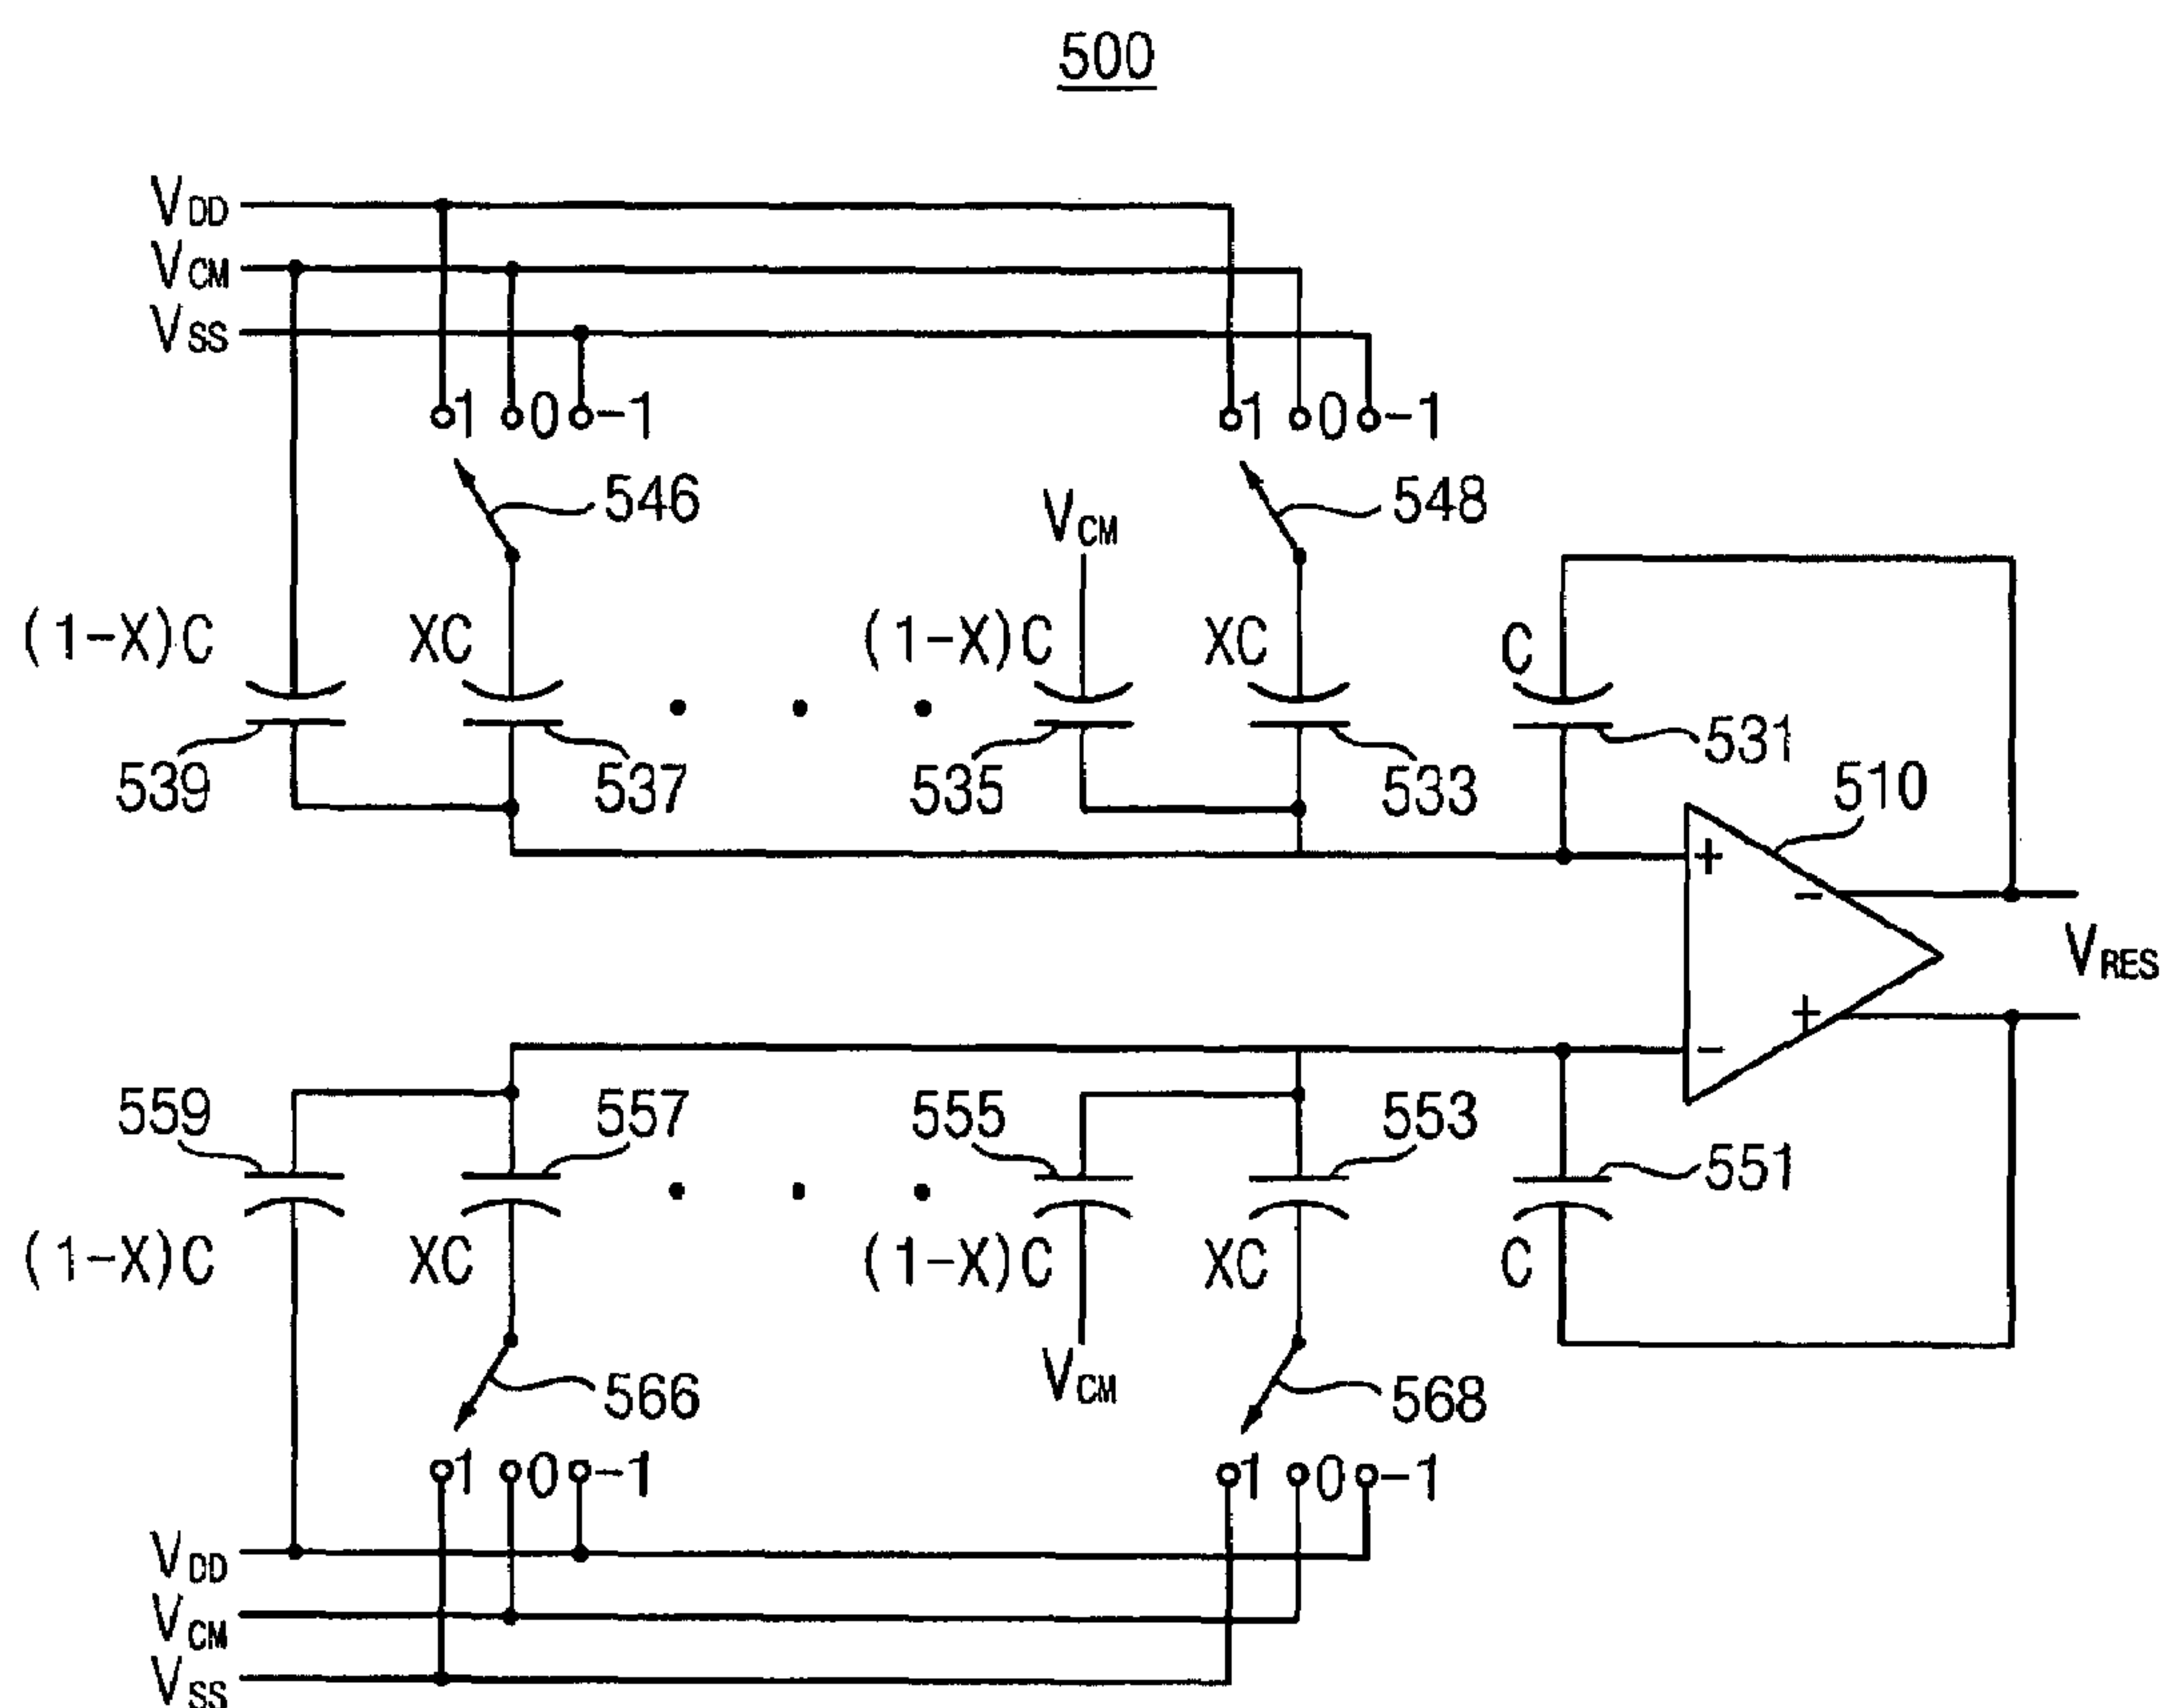 500
VDD
VCM
VSS
1 0 -1
1 0 -1
546
548
VCM
(1-X)C
XC
(1-X)C
XC
C
539
537
535
533
531
510
+
-
VRES
+
-
559
557
555
553
551
(1-X)C
XC
(1-X)C
XC
C
566
VCM
568
1 0 -1
1 0 -1
VDD
VCM
VSS